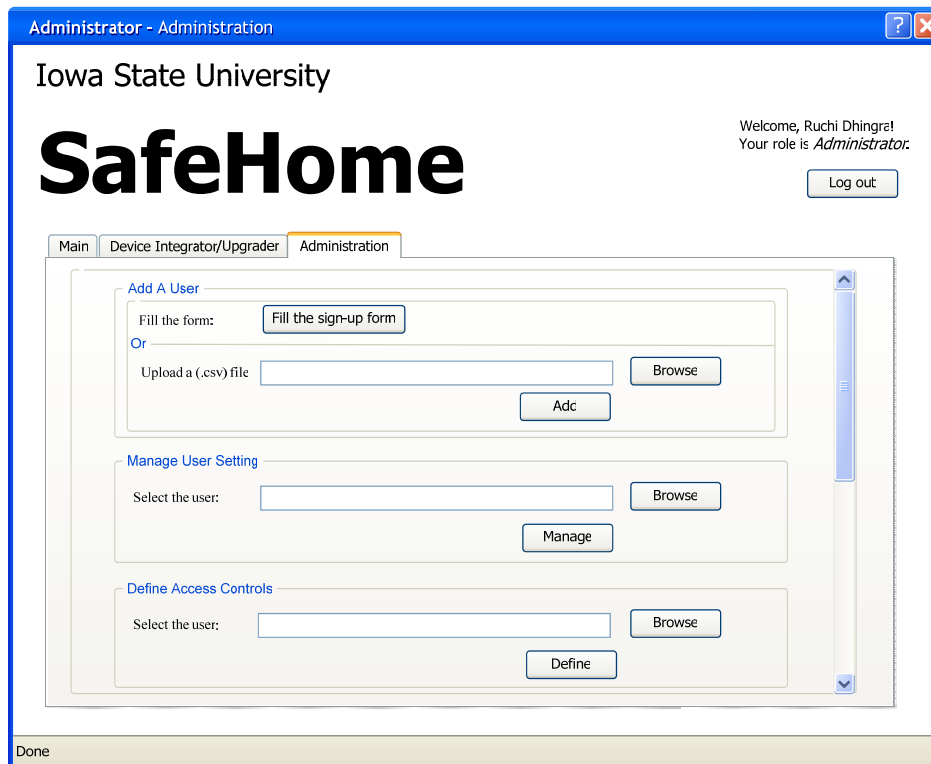 Administrator - Administration
?
Iowa State University
SafeHome
Welcome, Ruchi Dhingra!
Your role is Administrator.
Log out
Main
Device Integrator/Upgrader
Administration
Add A User
Fill the form:
Fill the sign-up form
Or
Upload a (.csv) file
Browse
Add
Manage User Setting
Select the user:
Browse
Manage
Define Access Controls
Select the user:
Browse
Define
Done